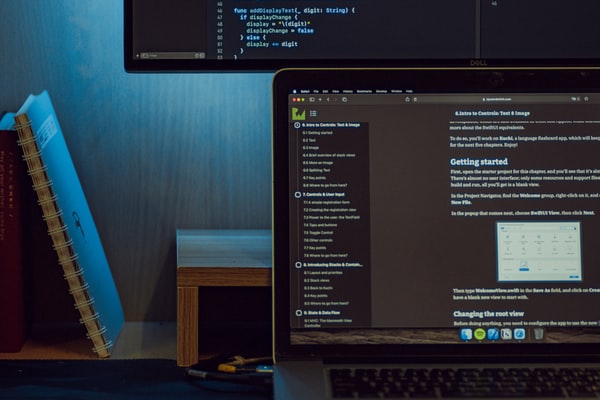 func addDisplayText(_ digit: String) {
if displayChange {
display = "\(digit)"
displayChange = false
} else {
display += digit
}
}
DELL
6.Intro to Controls: Text & Image
6. Intro to Controls: Text & Image
6.1 Getting started
6.2 Text
6.3 Image
6.4 Brief overview of stack views
6.5 More on Image
6.6 Splitting Text
6.7 Key points
6.8 Where to go from here?
7. Controls & User Input
7.1 A simple registration form
7.2 Creating the registration view
7.3 Power to the user: the TextField
7.4 Taps and buttons
7.5 Toggle Control
7.6 Other controls
7.7 Key points
7.8 Where to go from here?
8. Introducing Stacks & Contain...
8.1 Layout and priorities
8.2 Stack views
8.3 Back to Kuchi
8.4 Key points
8.5 Where to go from here?
9. State & Data Flow
9.1 MVC: The Mammoth View
Controller
more about the SwiftUI equivalents.
To do so, you'll work on Kuchi, a language flashcard app, which will keep
for the next five chapters. Enjoy!
Getting started
First, open the starter project for this chapter, and you'll see that it's
There's almost no user interface; only some resources and support files
build and run, all you'll get is a blank view.
In the Project Navigator, find the Welcome group, right-click on it, and
New File.
In the popup that comes next, choose SwiftUI View, then click Next.
Then type WelcomeView.swift in the Save As field, and click on
have a blank new view to start with.
Changing the root view
Before doing anything, you need to configure the app to use the new